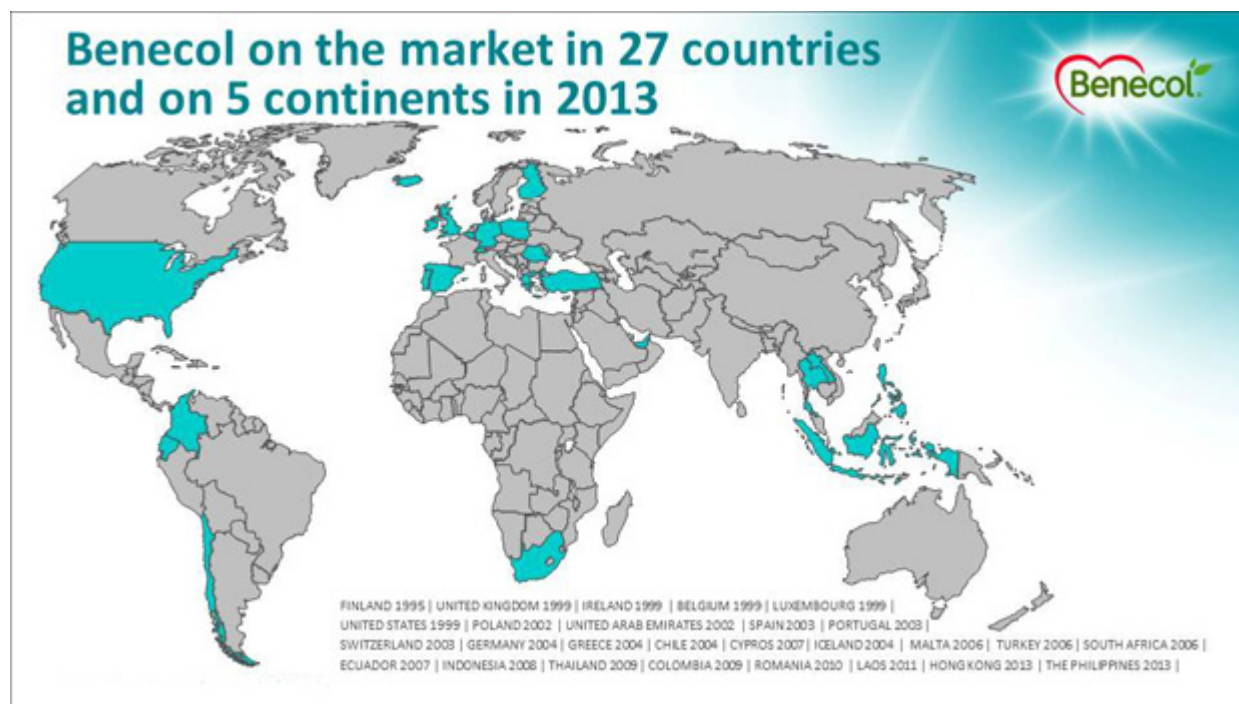 Benecol on the market in 27 countries
and on 5 continents in 2013
Benecol.
FINLAND 1995 | UNITED KINGDOM 1999 | IRELAND 1999 | BELGIUM 1999 | LUXEMBOURG 1999 |
UNITED STATES 1999 | POLAND 2002 | UNITED ARAB EMIRATES 2002 | SPAIN 2003 | PORTUGAL 2003 |
SWITZERLAND 2003 | GERMANY 2004 | GREECE 2004 | CHILE 2004 | CYPROS 2007 | ICELAND 2004 | MALTA 2006 | TURKEY 2006 | SOUTH AFRICA 2006 |
ECUADOR 2007 | INDONESIA 2008 | THAILAND 2009 | COLOMBIA 2009 | ROMANIA 2010 | LAOS 2011 | HONG KONG 2013 | THE PHILIPPINES 2013 |